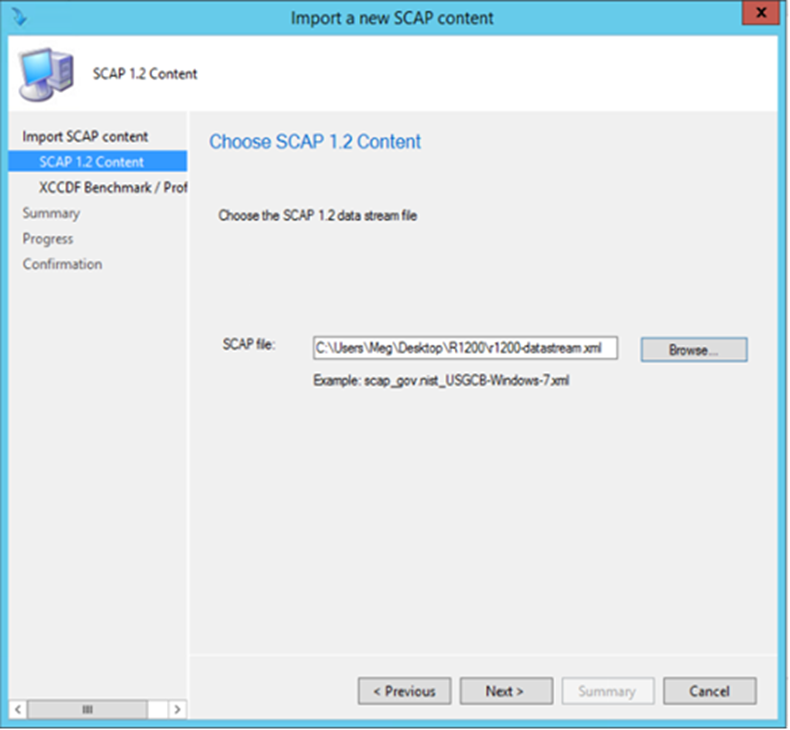 Import a new SCAP content
x
SCAP 1.2 Content
Import SCAP content
SCAP 1.2 Content
XCCDF Benchmark / Prof
Summary
Progress
Confirmation
Choose SCAP 1.2 Content
Choose the SCAP 1.2 data stream file
SCAP file:
C:\Users\Meg\Desktop\R1200\r1200-datastream.xml
Browse...
Example: scap_gov.nist_USGCB-Windows-7.xml
< Previous
Next >
Summary
Cancel